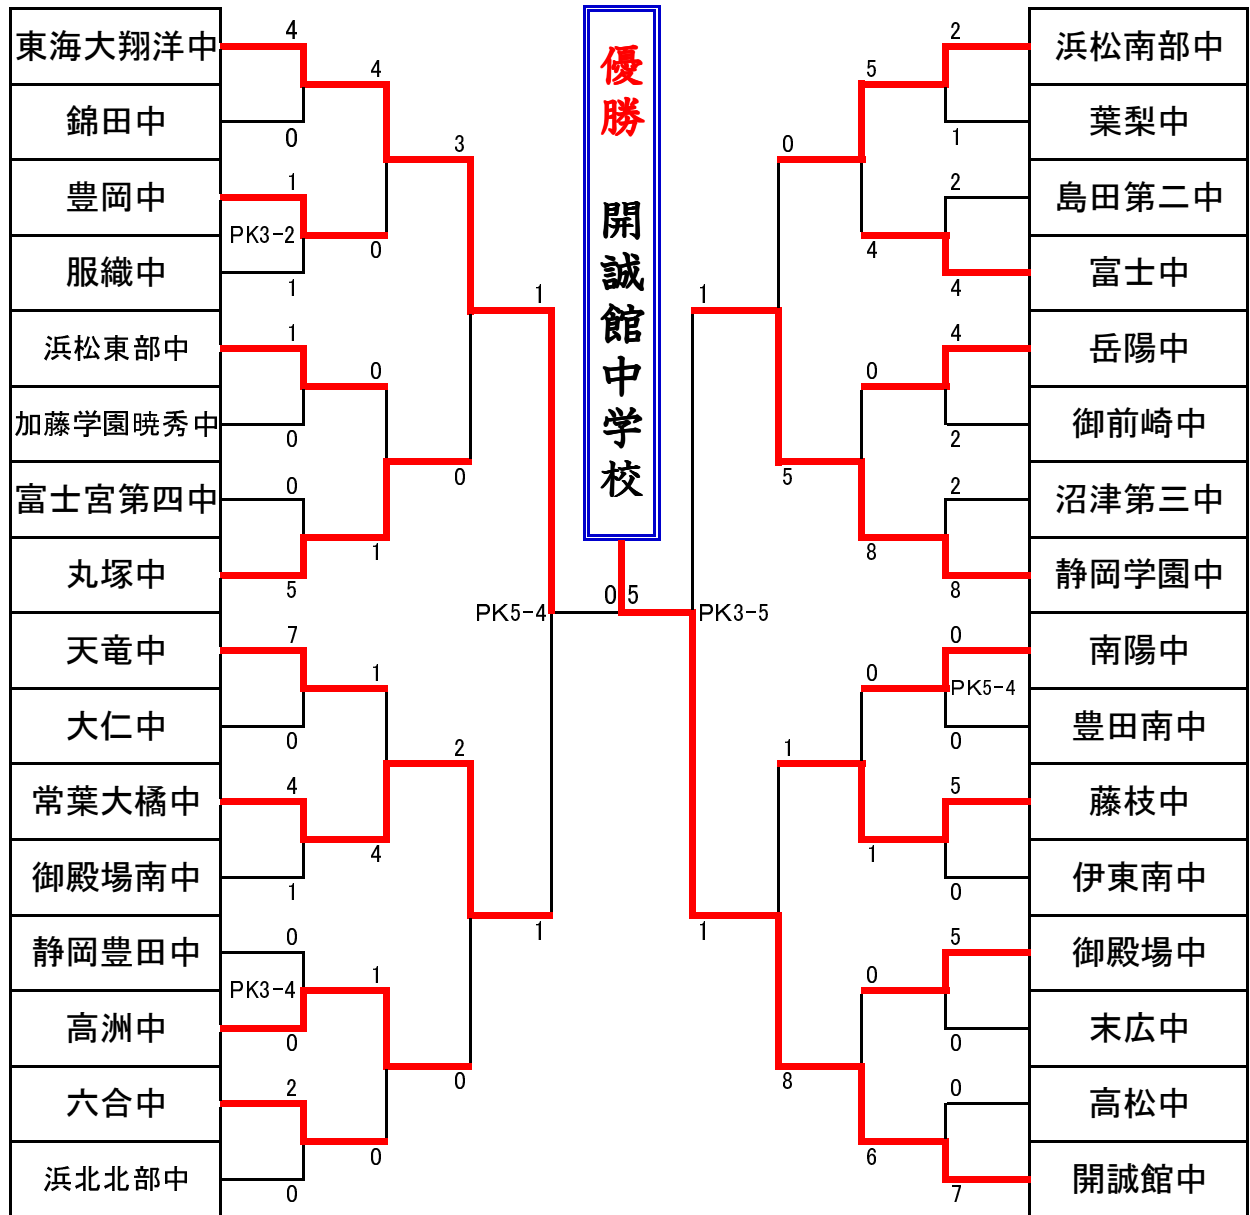 東海大翔洋中
錦田中
豊岡中
服織中
浜松東部中
加藤学園暁秀中
富士宮第四中
丸塚中
天竜中
大仁中
常葉大橘中
御殿場南中
静岡豊田中
高洲中
六合中
浜北北部中
4
0
1
PK3-2
1
1
0
0
5
7
0
4
1
0
PK3-4
0
2
0
4
0
0
1
1
4
1
0
3
0
2
0
1
PK5-4
1
優勝 開誠館中学校
0 5
1
PK3-5
1
0
5
1
8
5
4
0
8
0
1
0
6
2
1
2
4
4
2
2
8
0
PK5-4
0
5
0
5
0
0
7
浜松南部中
葉梨中
島田第二中
富士中
岳陽中
御前崎中
沼津第三中
静岡学園中
南陽中
豊田南中
藤枝中
伊東南中
御殿場中
末広中
高松中
開誠館中